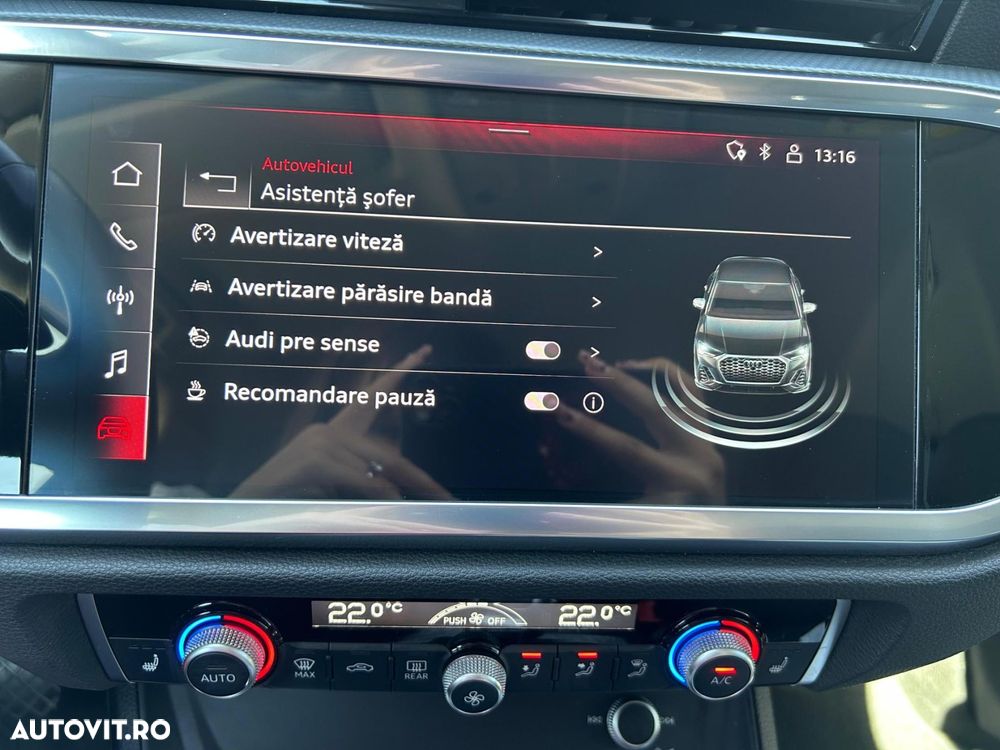 13:16
Autovehicul
Asistență șofer
Avertizare viteză
Avertizare părăsire bandă
Audi pre sense
Recomandare pauză
22.0°C
PUSH OFF
22.0°C
AUTO
MAX
REAR
A/C
AUTOVIT.RO